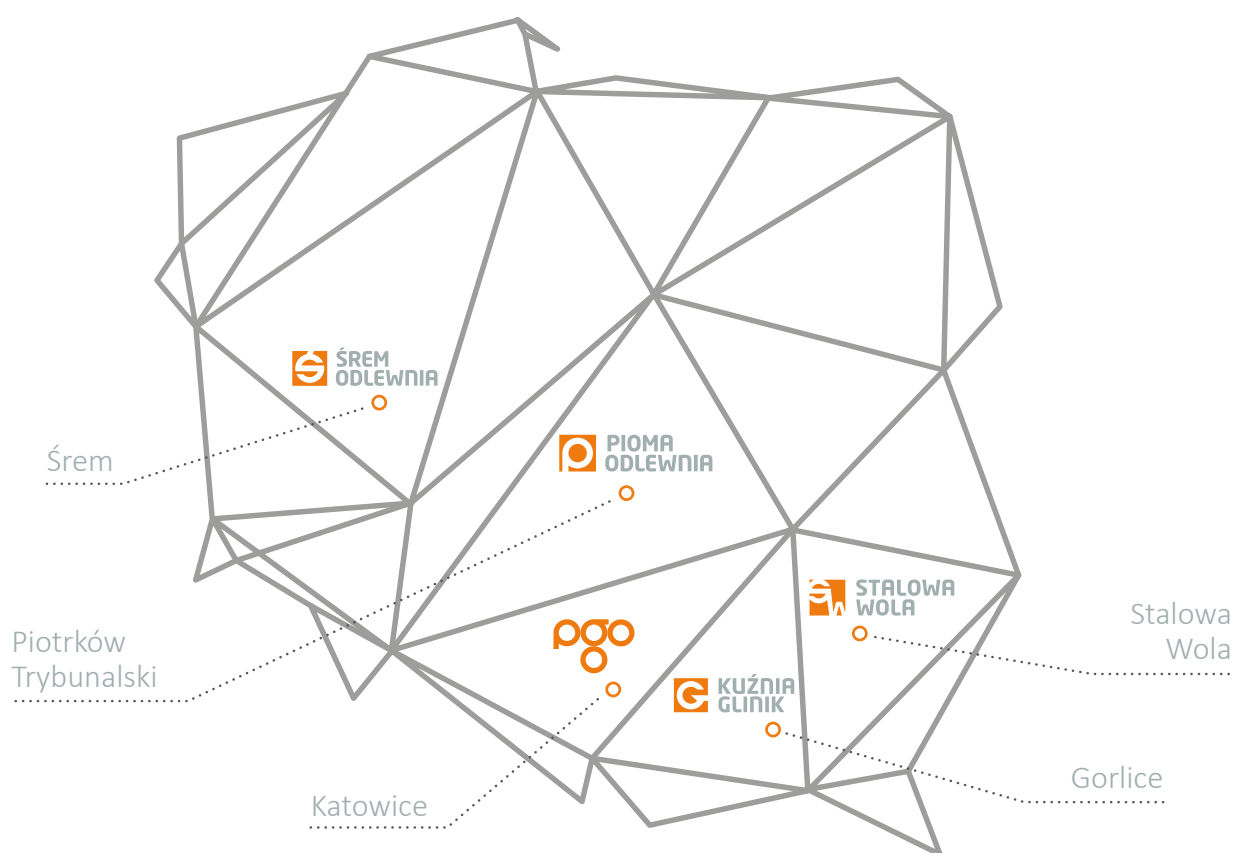 ŚREM
ODLEWNIA
Śrem
PIOMA
ODLEWNIA
Piotrków
Trybunalski
STALOWA
WOLA
Stalowa
Wola
pgo
KUŹNIA
GLINIK
Gorlice
Katowice